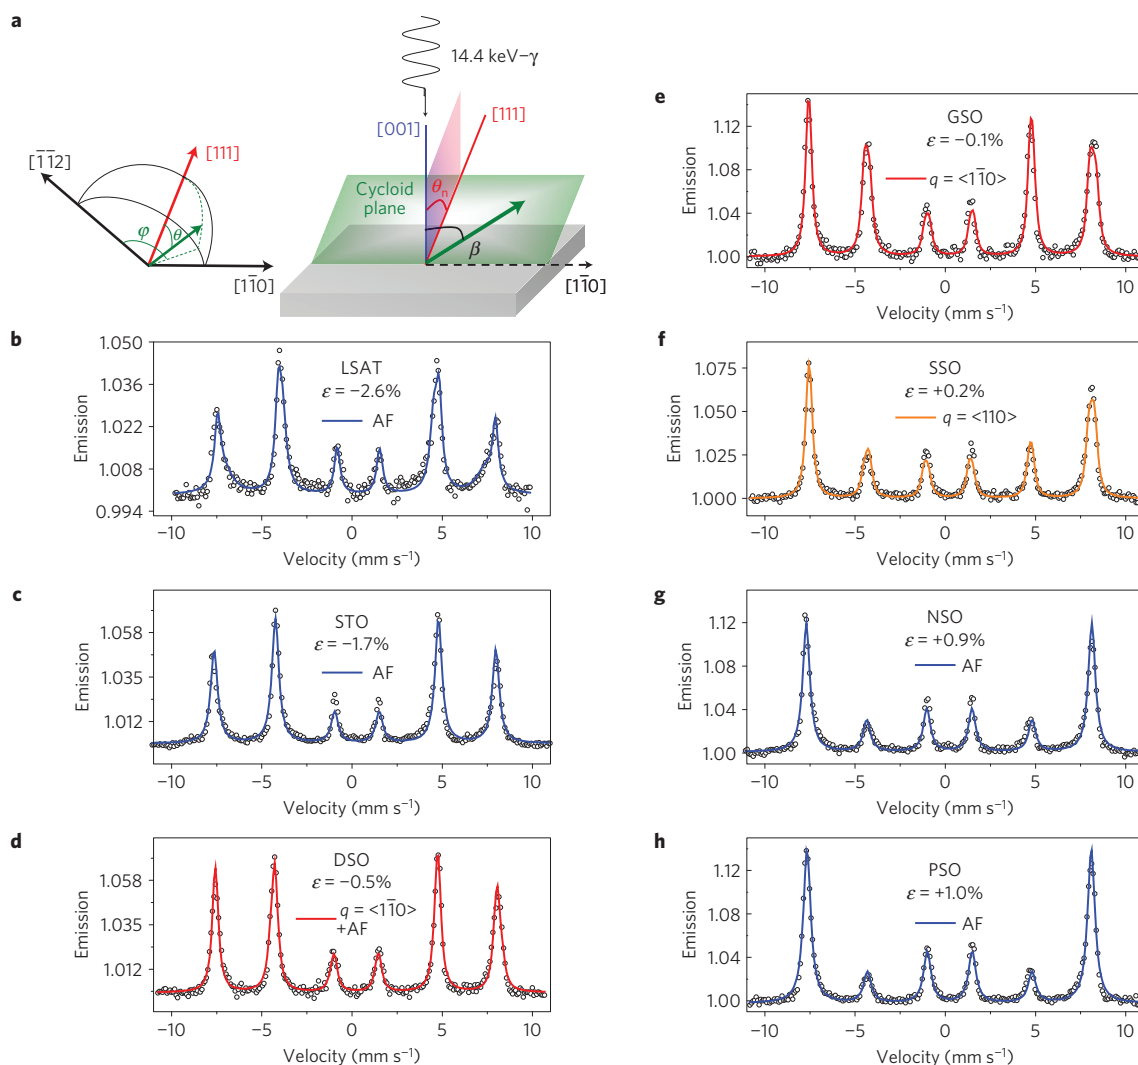 a
14.4 keV–γ
[001]
[111]
[1̅1̅2]
[111]
Cycloid
plane
θn
φ
θ
β
[11̅0]
[11̅0]
b
1.050
1.036
1.022
1.008
0.994
Emission
LSAT
ε = −2.6%
AF
−10 −5 0 5 10
Velocity (mm s⁻¹)
c
1.058
1.035
1.012
Emission
STO
ε = −1.7%
AF
−10 −5 0 5 10
Velocity (mm s⁻¹)
d
1.058
1.035
1.012
Emission
DSO
ε = −0.5%
q = <11̅0>
+AF
−10 −5 0 5 10
Velocity (mm s⁻¹)
e
1.12
1.08
1.04
1.00
Emission
GSO
ε = −0.1%
q = <11̅0>
−10 −5 0 5 10
Velocity (mm s⁻¹)
f
1.075
1.050
1.025
1.000
Emission
SSO
ε = +0.2%
q = <110>
−10 −5 0 5 10
Velocity (mm s⁻¹)
g
1.12
1.08
1.04
1.00
Emission
NSO
ε = +0.9%
AF
−10 −5 0 5 10
Velocity (mm s⁻¹)
h
1.12
1.08
1.04
1.00
Emission
PSO
ε = +1.0%
AF
−10 −5 0 5 10
Velocity (mm s⁻¹)